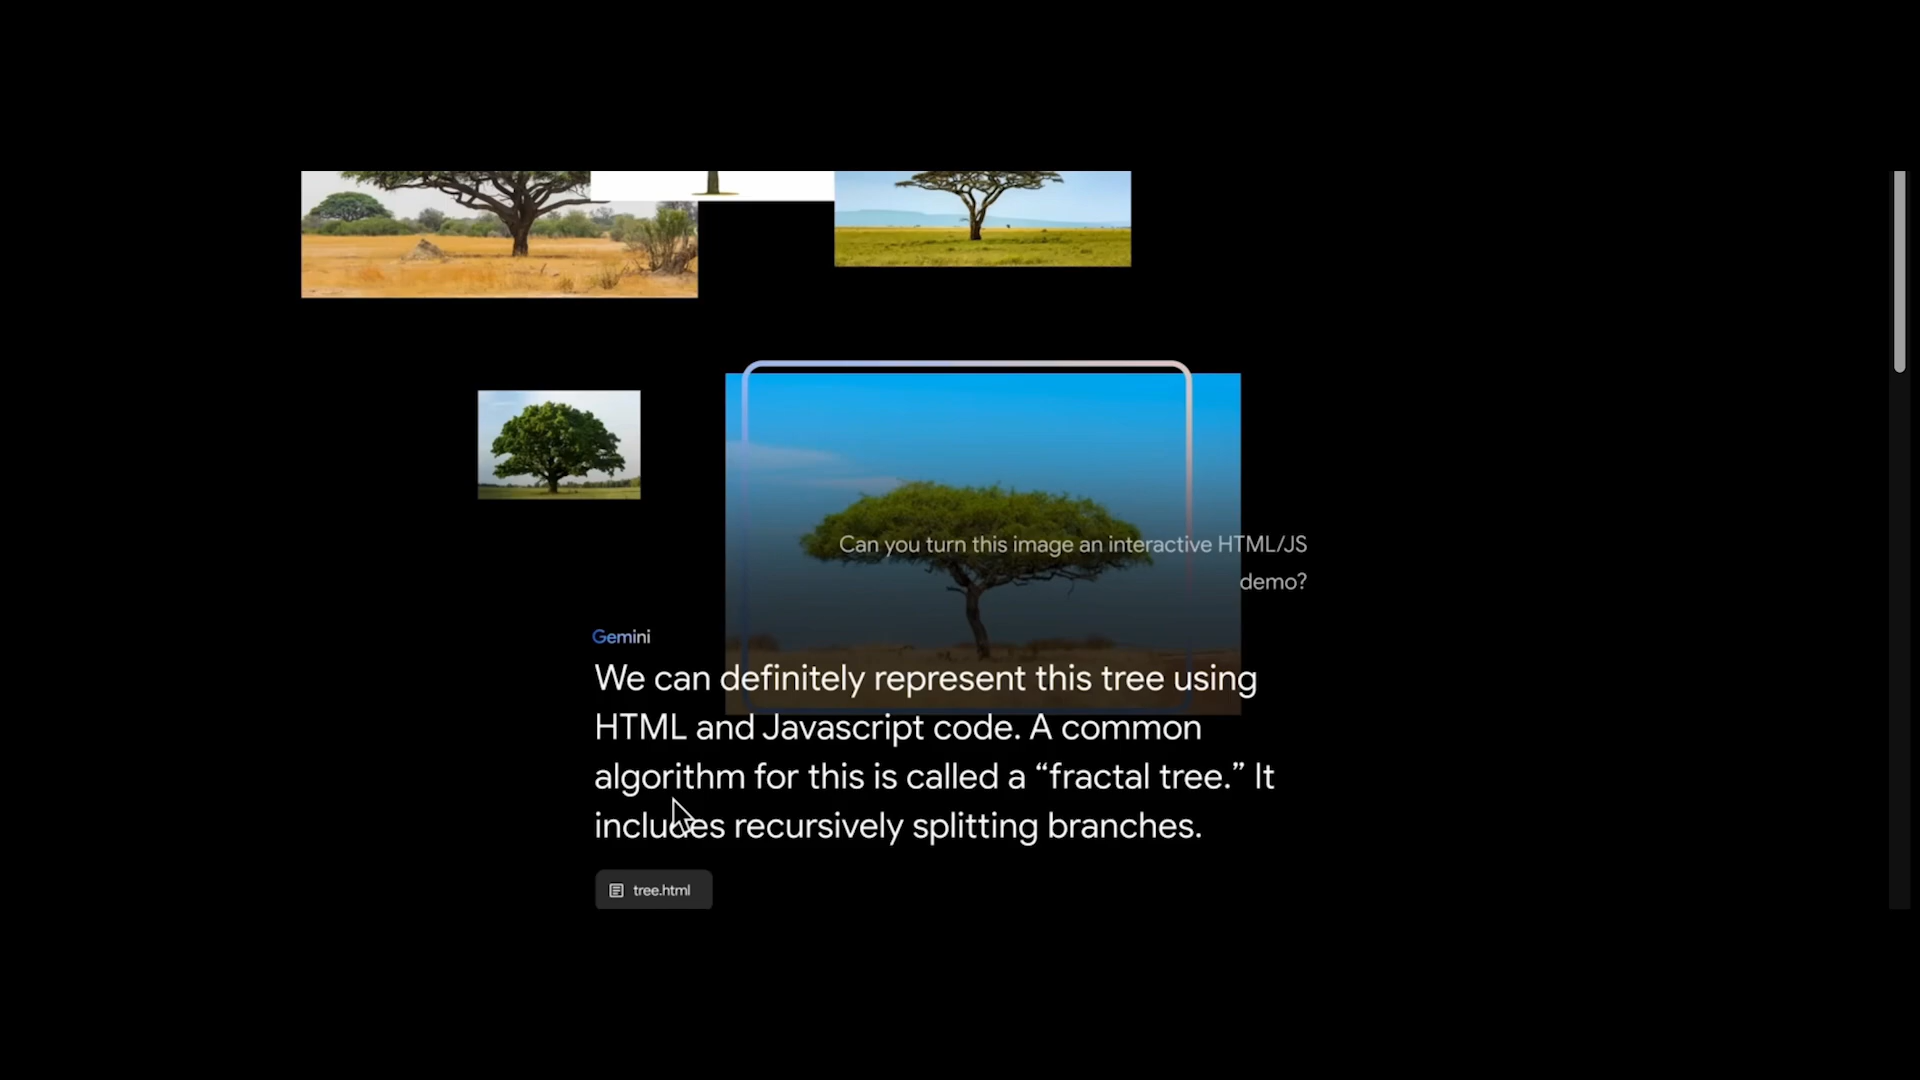 Can you turn this image an interactive HTML/JS
demo?
Gemini
We can definitely represent this tree using
HTML and Javascript code. A common
algorithm for this is called a “fractal tree.” It
includes recursively splitting branches.
tree.html